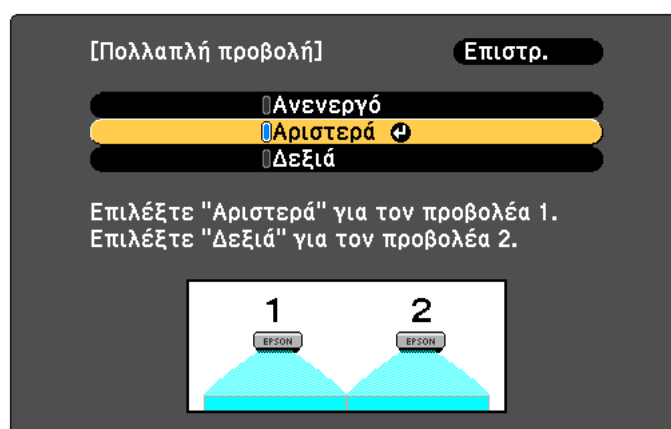 [Πολλαπλή προβολή] Επιστρ.
Ανενεργό
Αριστερά
Δεξιά
Επιλέξτε "Αριστερά" για τον προβολέα 1.
Επιλέξτε "Δεξιά" για τον προβολέα 2.
1 2
EPSON EPSON